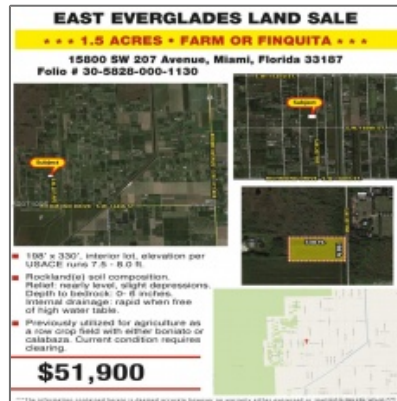 EAST EVERGLADES LAND SALE
* * * 1.5 ACRES • FARM OR FINQUITA * * *
15800 SW 207 Avenue, Miami, Florida 33187
Folio # 30-5828-000-1130
Subject
Subject
198' x 330', interior lot, elevation per
USACE runs 7.5 - 8.0 ft.
Rockland(e) soil composition.
Relief: nearly level, slight depressions.
Depth to bedrock: 0- 6 inches.
Internal drainage: rapid when free
of high water table.
Previously utilized for agriculture as
a row crop field with either boniato or
calabaza. Current condition requires
clearing.
$51,900